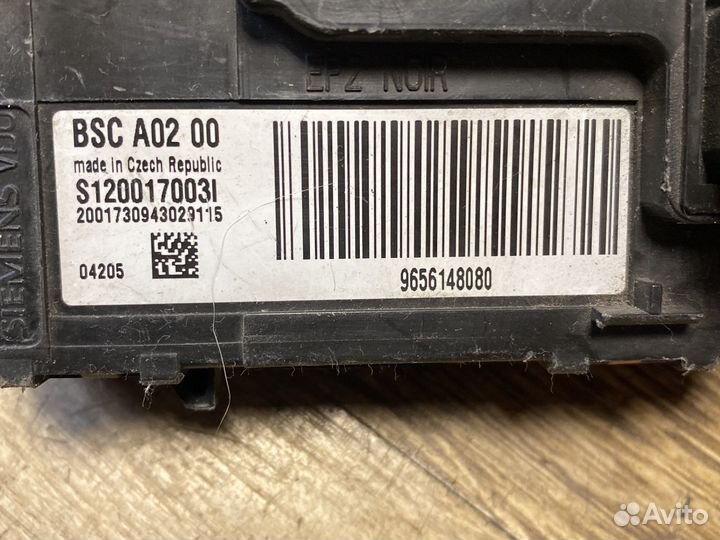 EP2 NOIR
SIEMENS VDO
BSC A02 00
made in Czech Republic
S120017003I
2001730943029115
04205
9656148080
Avito